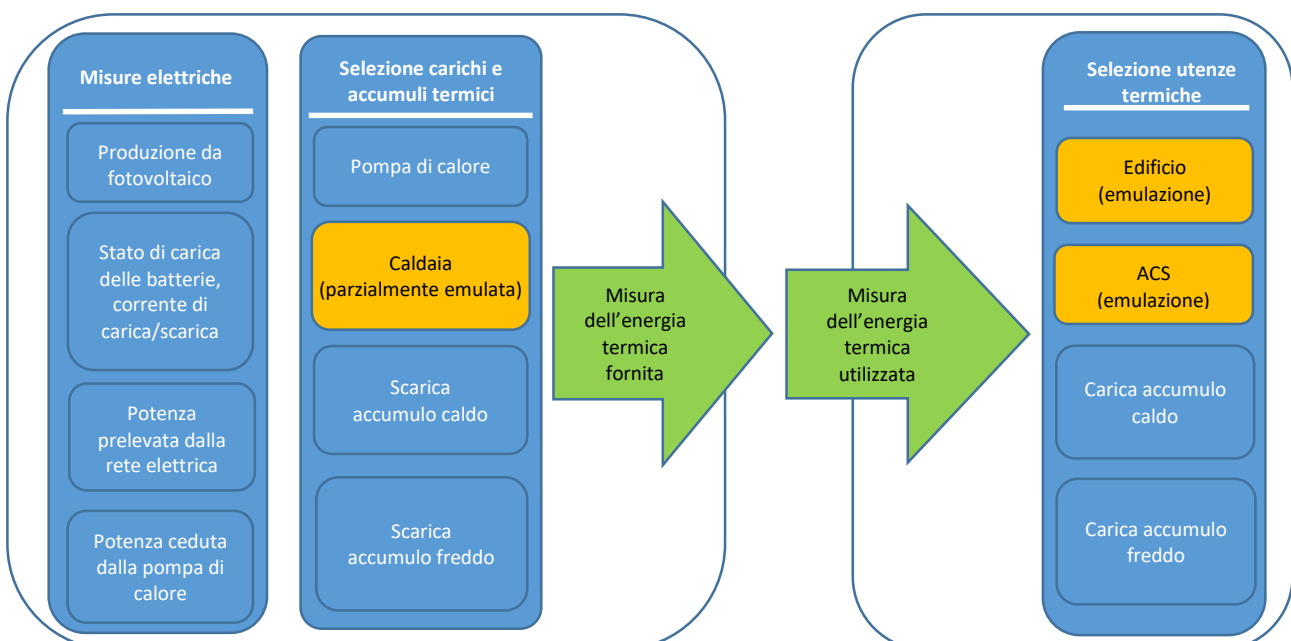 Misure elettriche
Produzione da
fotovoltaico
Stato di carica
delle batterie,
corrente di
carica/scarica
Potenza
prelevata dalla
rete elettrica
Potenza ceduta
dalla pompa di
calore
Selezione carichi e
accumuli termici
Pompa di calore
Caldaia
(parzialmente emulata)
Scarica
accumulo caldo
Scarica
accumulo freddo
Misura
dell’energia
termica
fornita
Misura
dell’energia
termica
utilizzata
Selezione utenze
termiche
Edificio
(emulazione)
ACS
(emulazione)
Carica accumulo
caldo
Carica accumulo
freddo